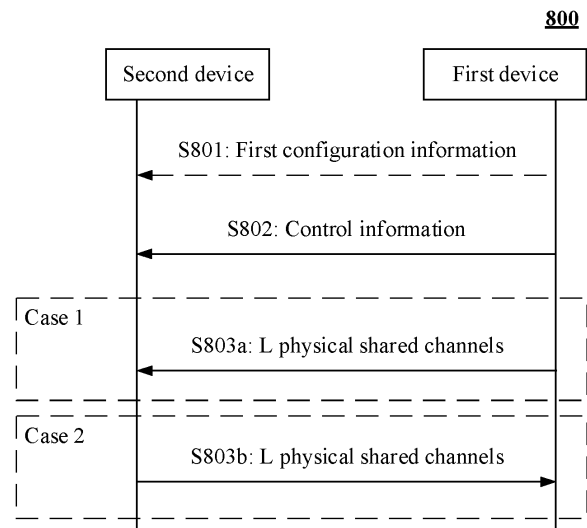 800
Second device
First device
S801: First configuration information
S802: Control information
Case 1
S803a: L physical shared channels
Case 2
S803b: L physical shared channels